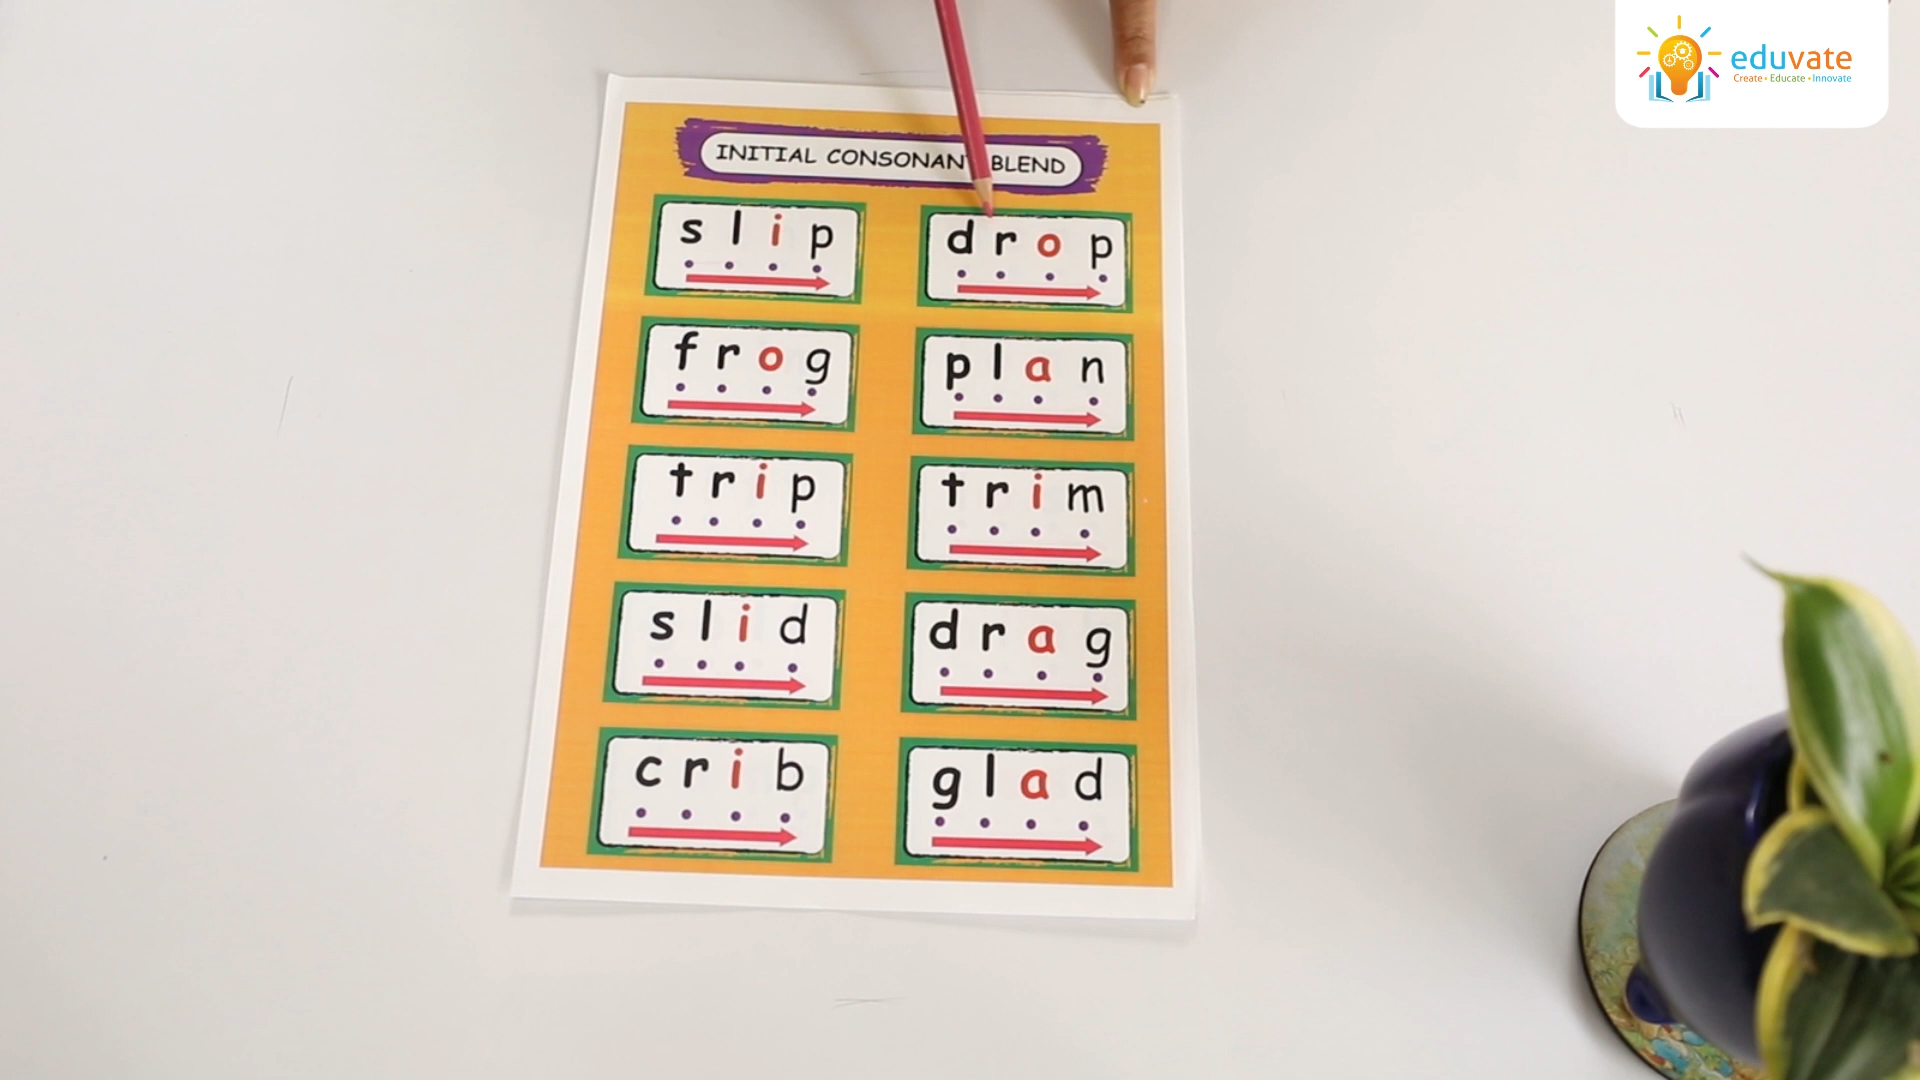 eduvate
Create • Educate • Innovate
INITIAL CONSONANT BLEND
slip
drop
frog
plan
trip
trim
slid
drag
crib
glad